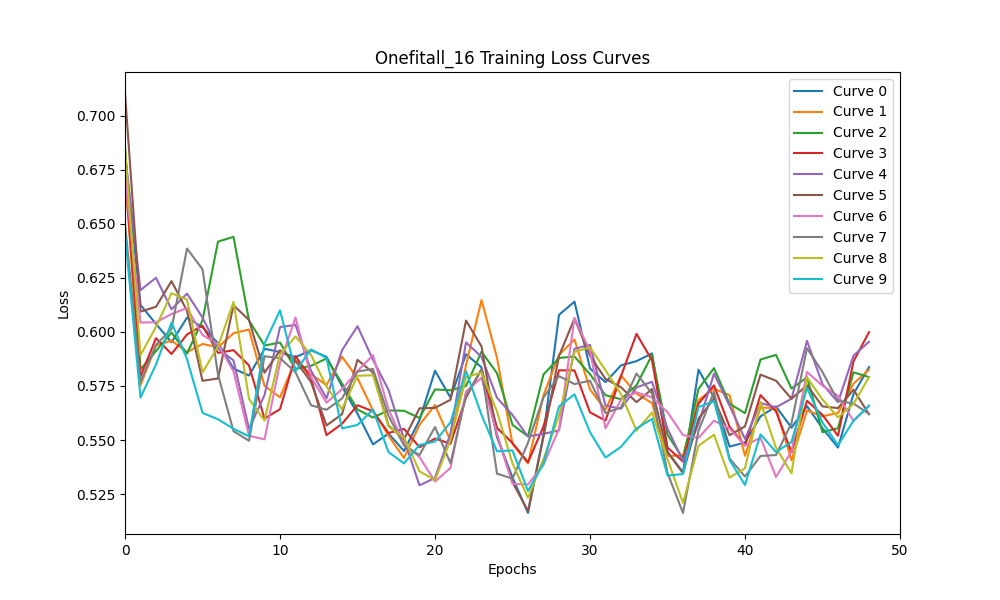 Onefitall_16 Training Loss Curves
Loss
0.700
0.675
0.650
0.625
0.600
0.575
0.550
0.525
0
10
20
30
40
50
Epochs
Curve 0
Curve 1
Curve 2
Curve 3
Curve 4
Curve 5
Curve 6
Curve 7
Curve 8
Curve 9